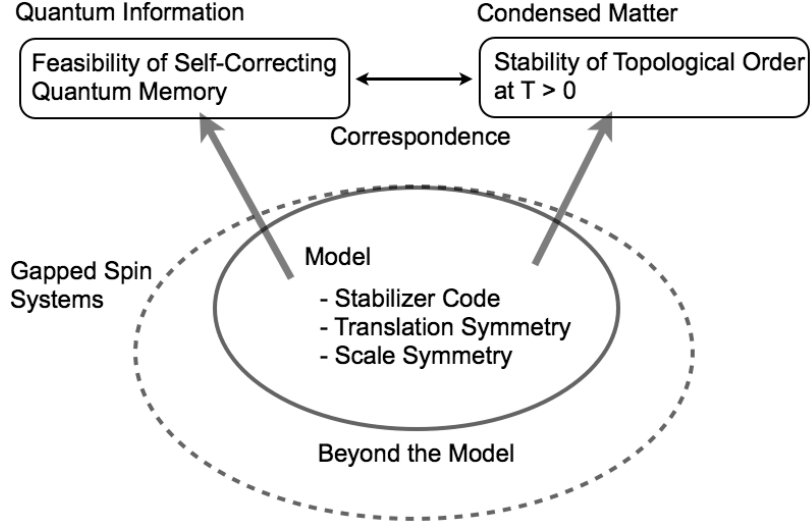 Quantum Information
Condensed Matter
Feasibility of Self-Correcting
Quantum Memory
Stability of Topological Order
at T > 0
Correspondence
Gapped Spin
Systems
Model
- Stabilizer Code
- Translation Symmetry
- Scale Symmetry
Beyond the Model